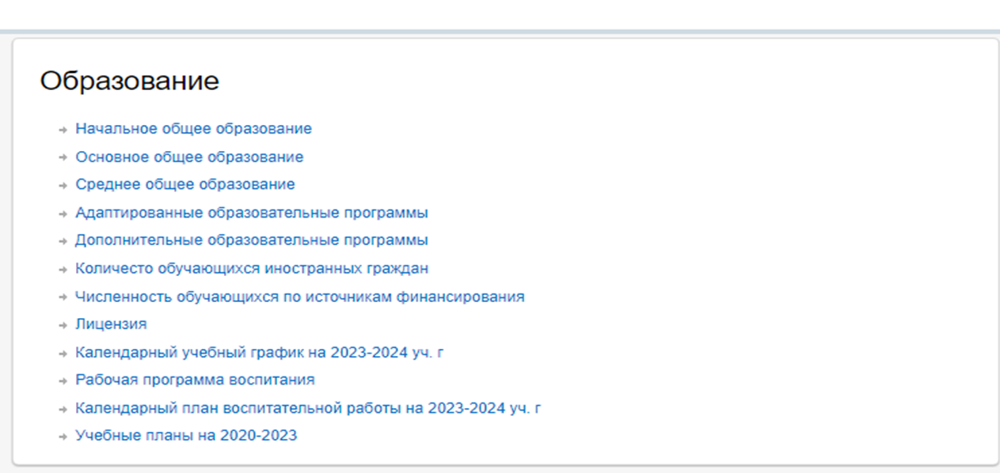 Образование
Начальное общее образование
Основное общее образование
Среднее общее образование
Адаптированные образовательные программы
Дополнительные образовательные программы
Количесто обучающихся иностранных граждан
Численность обучающихся по источникам финансирования
Лицензия
Календарный учебный график на 2023-2024 уч. г
Рабочая программа воспитания
Календарный план воспитательной работы на 2023-2024 уч. г
Учебные планы на 2020-2023